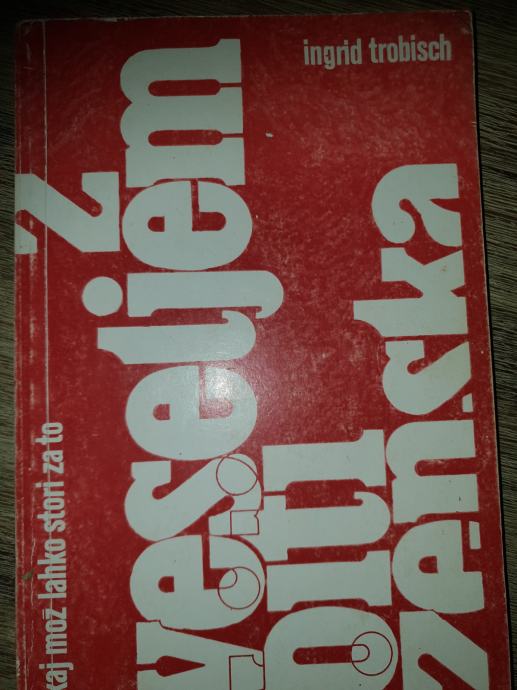 ingrid trobisch
z
veseljem
biti
ženska
kaj mož lahko stori za to